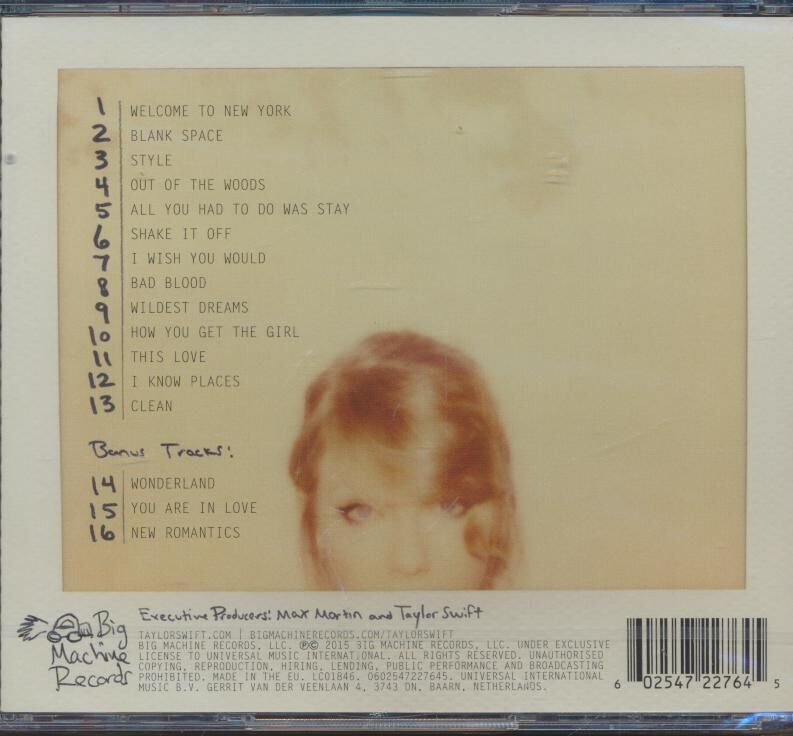 1 WELCOME TO NEW YORK
2 BLANK SPACE
3 STYLE
4 OUT OF THE WOODS
5 ALL YOU HAD TO DO WAS STAY
6 SHAKE IT OFF
7 I WISH YOU WOULD
8 BAD BLOOD
9 WILDEST DREAMS
10 HOW YOU GET THE GIRL
11 THIS LOVE
12 I KNOW PLACES
13 CLEAN
Bonus Tracks:
14 WONDERLAND
15 YOU ARE IN LOVE
16 NEW ROMANTICS
Big
Machine
Records
Executive Producers: Max Martin and Taylor Swift
TAYLORSWIFT.COM | BIGMACHINERECORDS.COM/TAYLORSWIFT
BIG MACHINE RECORDS, LLC. ℗© 2015 BIG MACHINE RECORDS, LLC. UNDER EXCLUSIVE
LICENSE TO UNIVERSAL MUSIC INTERNATIONAL. ALL RIGHTS RESERVED. UNAUTHORISED
COPYING, REPRODUCTION, HIRING, LENDING, PUBLIC PERFORMANCE AND BROADCASTING
PROHIBITED. MADE IN THE EU. LC01846. 0602547227645. UNIVERSAL INTERNATIONAL
MUSIC B.V. GERRIT VAN DER VEENLAAN 4, 3743 DN, BAARN, NETHERLANDS.
6 02547 22764 5